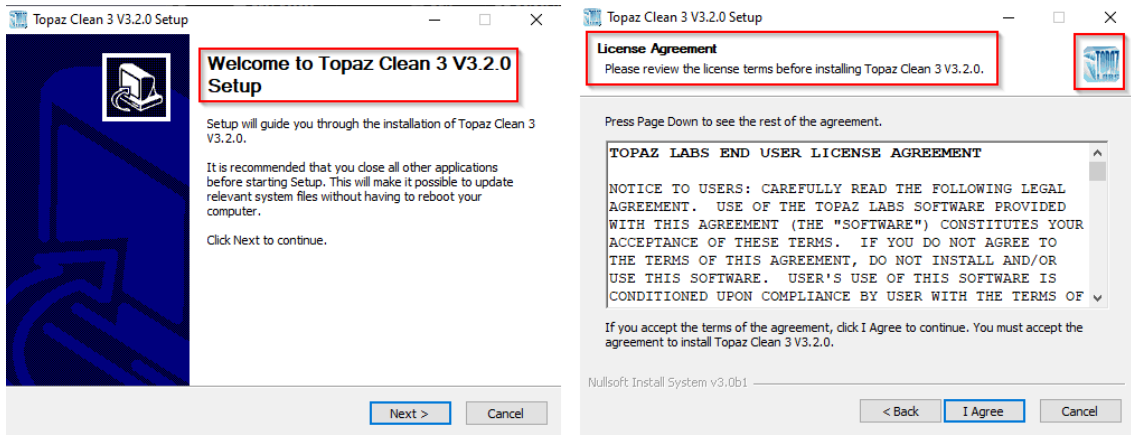 Topaz Clean 3 V3.2.0 Setup
Welcome to Topaz Clean 3 V3.2.0
Setup
Setup will guide you through the installation of Topaz Clean 3
V3.2.0.
It is recommended that you close all other applications
before starting Setup. This will make it possible to update
relevant system files without having to reboot your
computer.
Click Next to continue.
Next >
Cancel
Topaz Clean 3 V3.2.0 Setup
License Agreement
Please review the license terms before installing Topaz Clean 3 V3.2.0.
TOPAZ
LABS
Press Page Down to see the rest of the agreement.
TOPAZ LABS END USER LICENSE AGREEMENT
NOTICE TO USERS: CAREFULLY READ THE FOLLOWING LEGAL
AGREEMENT.  USE OF THE TOPAZ LABS SOFTWARE PROVIDED
WITH THIS AGREEMENT (THE "SOFTWARE") CONSTITUTES YOUR
ACCEPTANCE OF THESE TERMS.  IF YOU DO NOT AGREE TO
THE TERMS OF THIS AGREEMENT, DO NOT INSTALL AND/OR
USE THIS SOFTWARE.  USER'S USE OF THIS SOFTWARE IS
CONDITIONED UPON COMPLIANCE BY USER WITH THE TERMS OF
If you accept the terms of the agreement, click I Agree to continue. You must accept the
agreement to install Topaz Clean 3 V3.2.0.
Nullsoft Install System v3.0b1
< Back
I Agree
Cancel